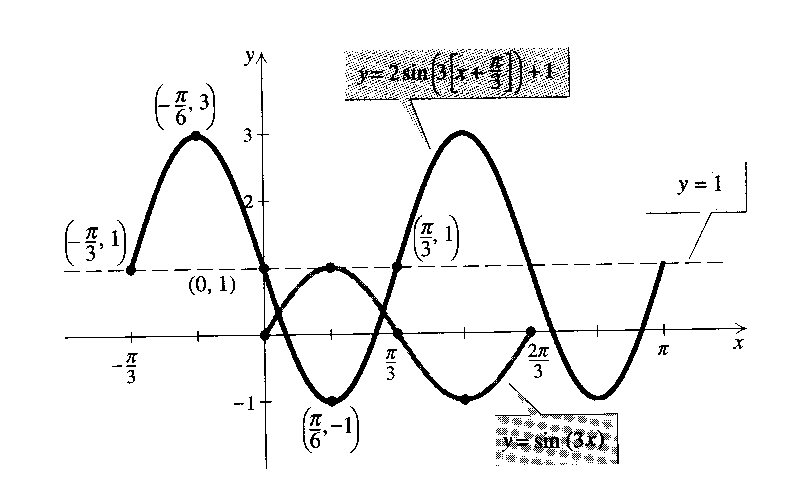 y
y = 2 sin(3[x + π/3]) + 1
(-π/6, 3)
3
2
y = 1
(-π/3, 1)
(π/3, 1)
(0, 1)
-π/3
π/3
2π/3
π
x
-1
(π/6, -1)
y = sin (3x)